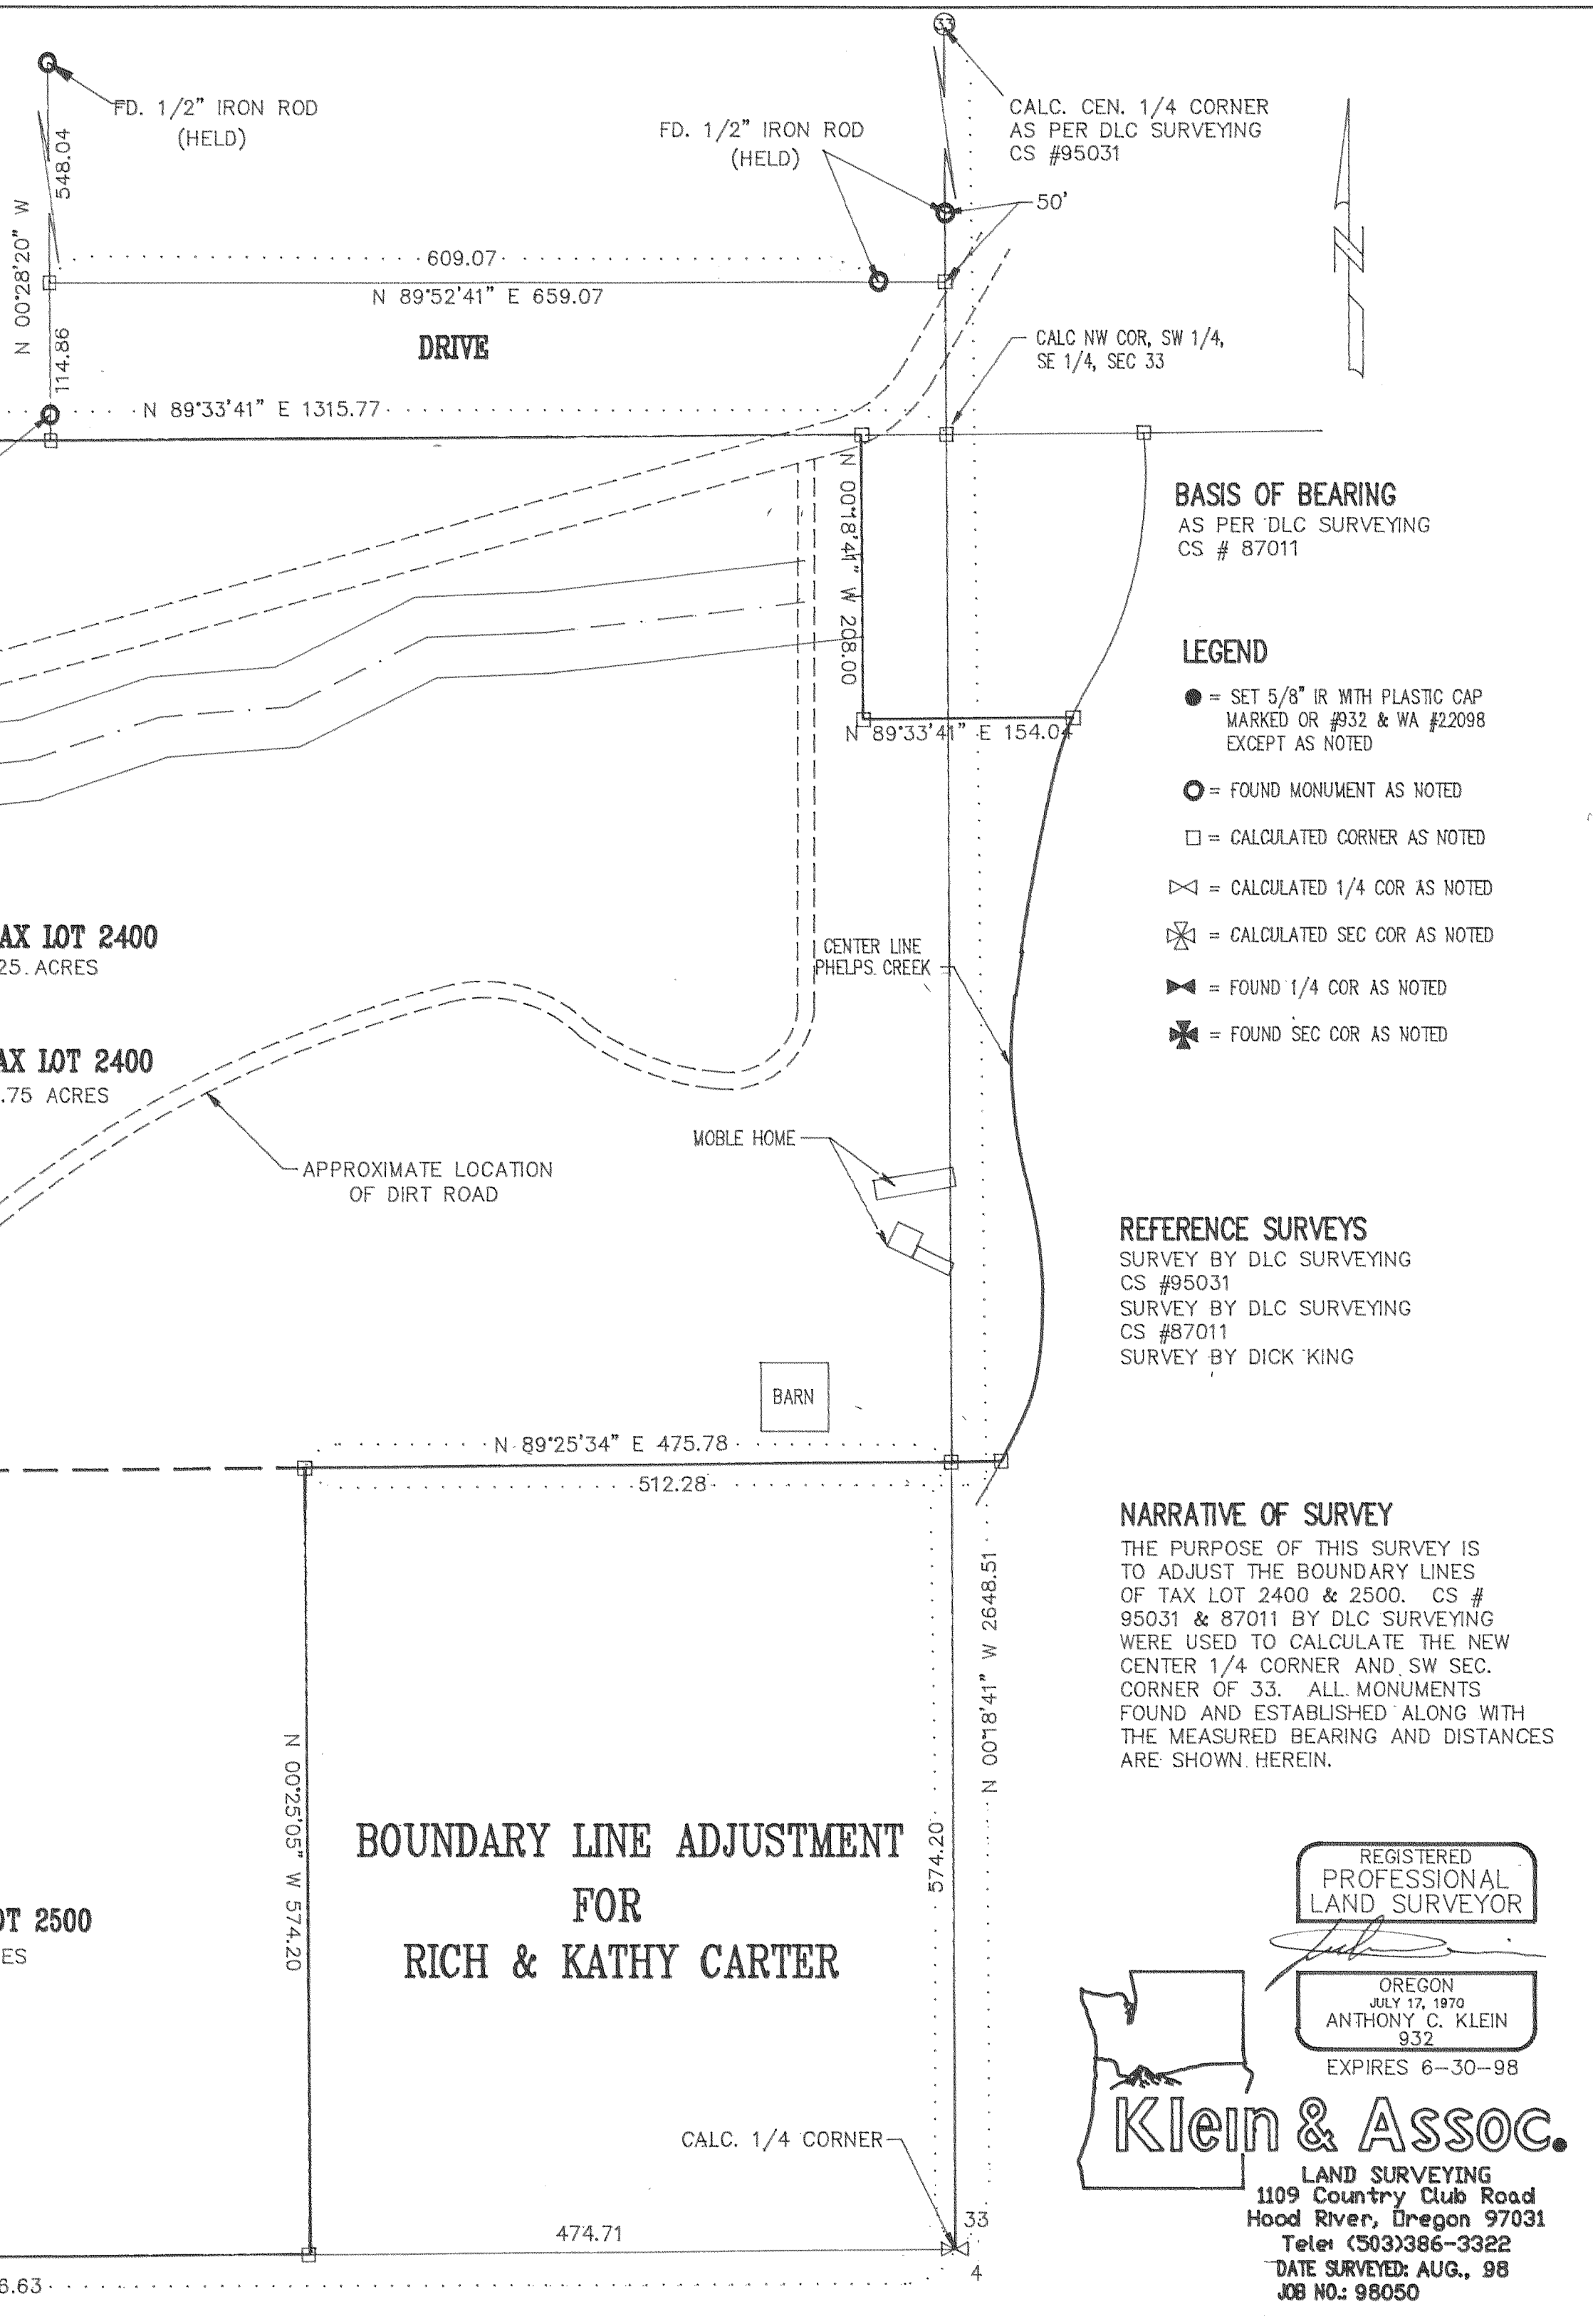 33
FD. 1/2" IRON ROD
(HELD)
548.04
N 00°28'20" W
114.86
FD. 1/2" IRON ROD
(HELD)
CALC. CEN. 1/4 CORNER
AS PER DLC SURVEYING
CS #95031
50'
N
609.07
N 89°52'41" E 659.07
DRIVE
CALC NW COR, SW 1/4,
SE 1/4, SEC 33
N 89°33'41" E 1315.77
N 00°18'41" W 208.00
N 89°33'41" E 154.04
BASIS OF BEARING
AS PER DLC SURVEYING
CS # 87011
LEGEND
= SET 5/8" IR WITH PLASTIC CAP
MARKED OR #932 & WA #22098
EXCEPT AS NOTED
= FOUND MONUMENT AS NOTED
= CALCULATED CORNER AS NOTED
= CALCULATED 1/4 COR AS NOTED
= CALCULATED SEC COR AS NOTED
= FOUND 1/4 COR AS NOTED
= FOUND SEC COR AS NOTED
AX LOT 2400
25. ACRES
AX LOT 2400
.75 ACRES
CENTER LINE
PHELPS CREEK
MOBLE HOME
APPROXIMATE LOCATION
OF DIRT ROAD
BARN
REFERENCE SURVEYS
SURVEY BY DLC SURVEYING
CS #95031
SURVEY BY DLC SURVEYING
CS #87011
SURVEY BY DICK KING
N 89°25'34" E 475.78
512.28
N 00°18'41" W 2648.51
574.20
N 00°25'05" W 574.20
NARRATIVE OF SURVEY
THE PURPOSE OF THIS SURVEY IS
TO ADJUST THE BOUNDARY LINES
OF TAX LOT 2400 & 2500. CS #
95031 & 87011 BY DLC SURVEYING
WERE USED TO CALCULATE THE NEW
CENTER 1/4 CORNER AND SW SEC.
CORNER OF 33. ALL MONUMENTS
FOUND AND ESTABLISHED ALONG WITH
THE MEASURED BEARING AND DISTANCES
ARE SHOWN HEREIN.
BOUNDARY LINE ADJUSTMENT
FOR
RICH & KATHY CARTER
OT 2500
ES
REGISTERED
PROFESSIONAL
LAND SURVEYOR
OREGON
JULY 17, 1970
ANTHONY C. KLEIN
932
EXPIRES 6-30-98
Klein & Assoc.
LAND SURVEYING
1109 Country Club Road
Hood River, Oregon 97031
Tele: (503)386-3322
DATE SURVEYED: AUG., 98
JOB NO.: 98050
CALC. 1/4 CORNER
474.71
33
4
6.63